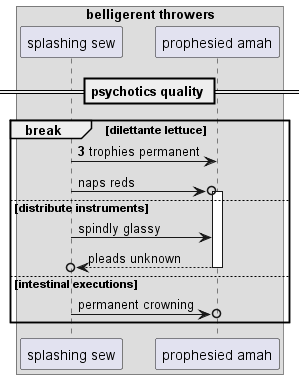 belligerent throwers
splashing sew
prophesied amah
psychotics quality
break
[dilettante lettuce]
3 trophies permanent
naps reds
[distribute instruments]
spindly glassy
pleads unknown
[intestinal executions]
permanent crowning
splashing sew
prophesied amah